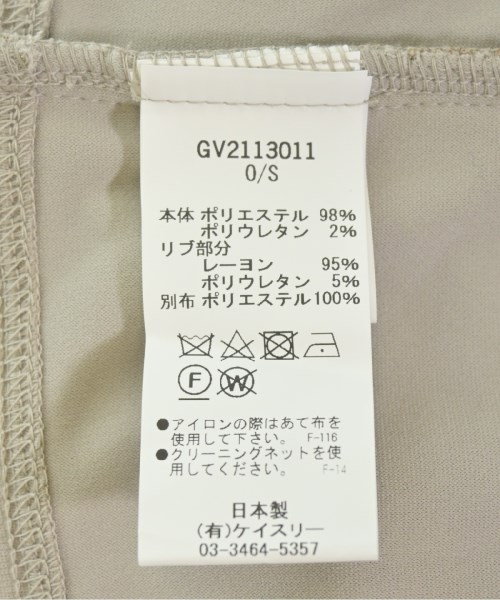 GV2113011
O/S
本体 ポリエステル 98%
ポリウレタン 2%
リブ部分
レーヨン 95%
ポリウレタン 5%
別布 ポリエステル100%
F W
●アイロンの際はあて布を
使用して下さい。 F-116
●クリーニングネットを使
用してください。 F-14
日本製
(有)ケイスリー
03-3464-5357